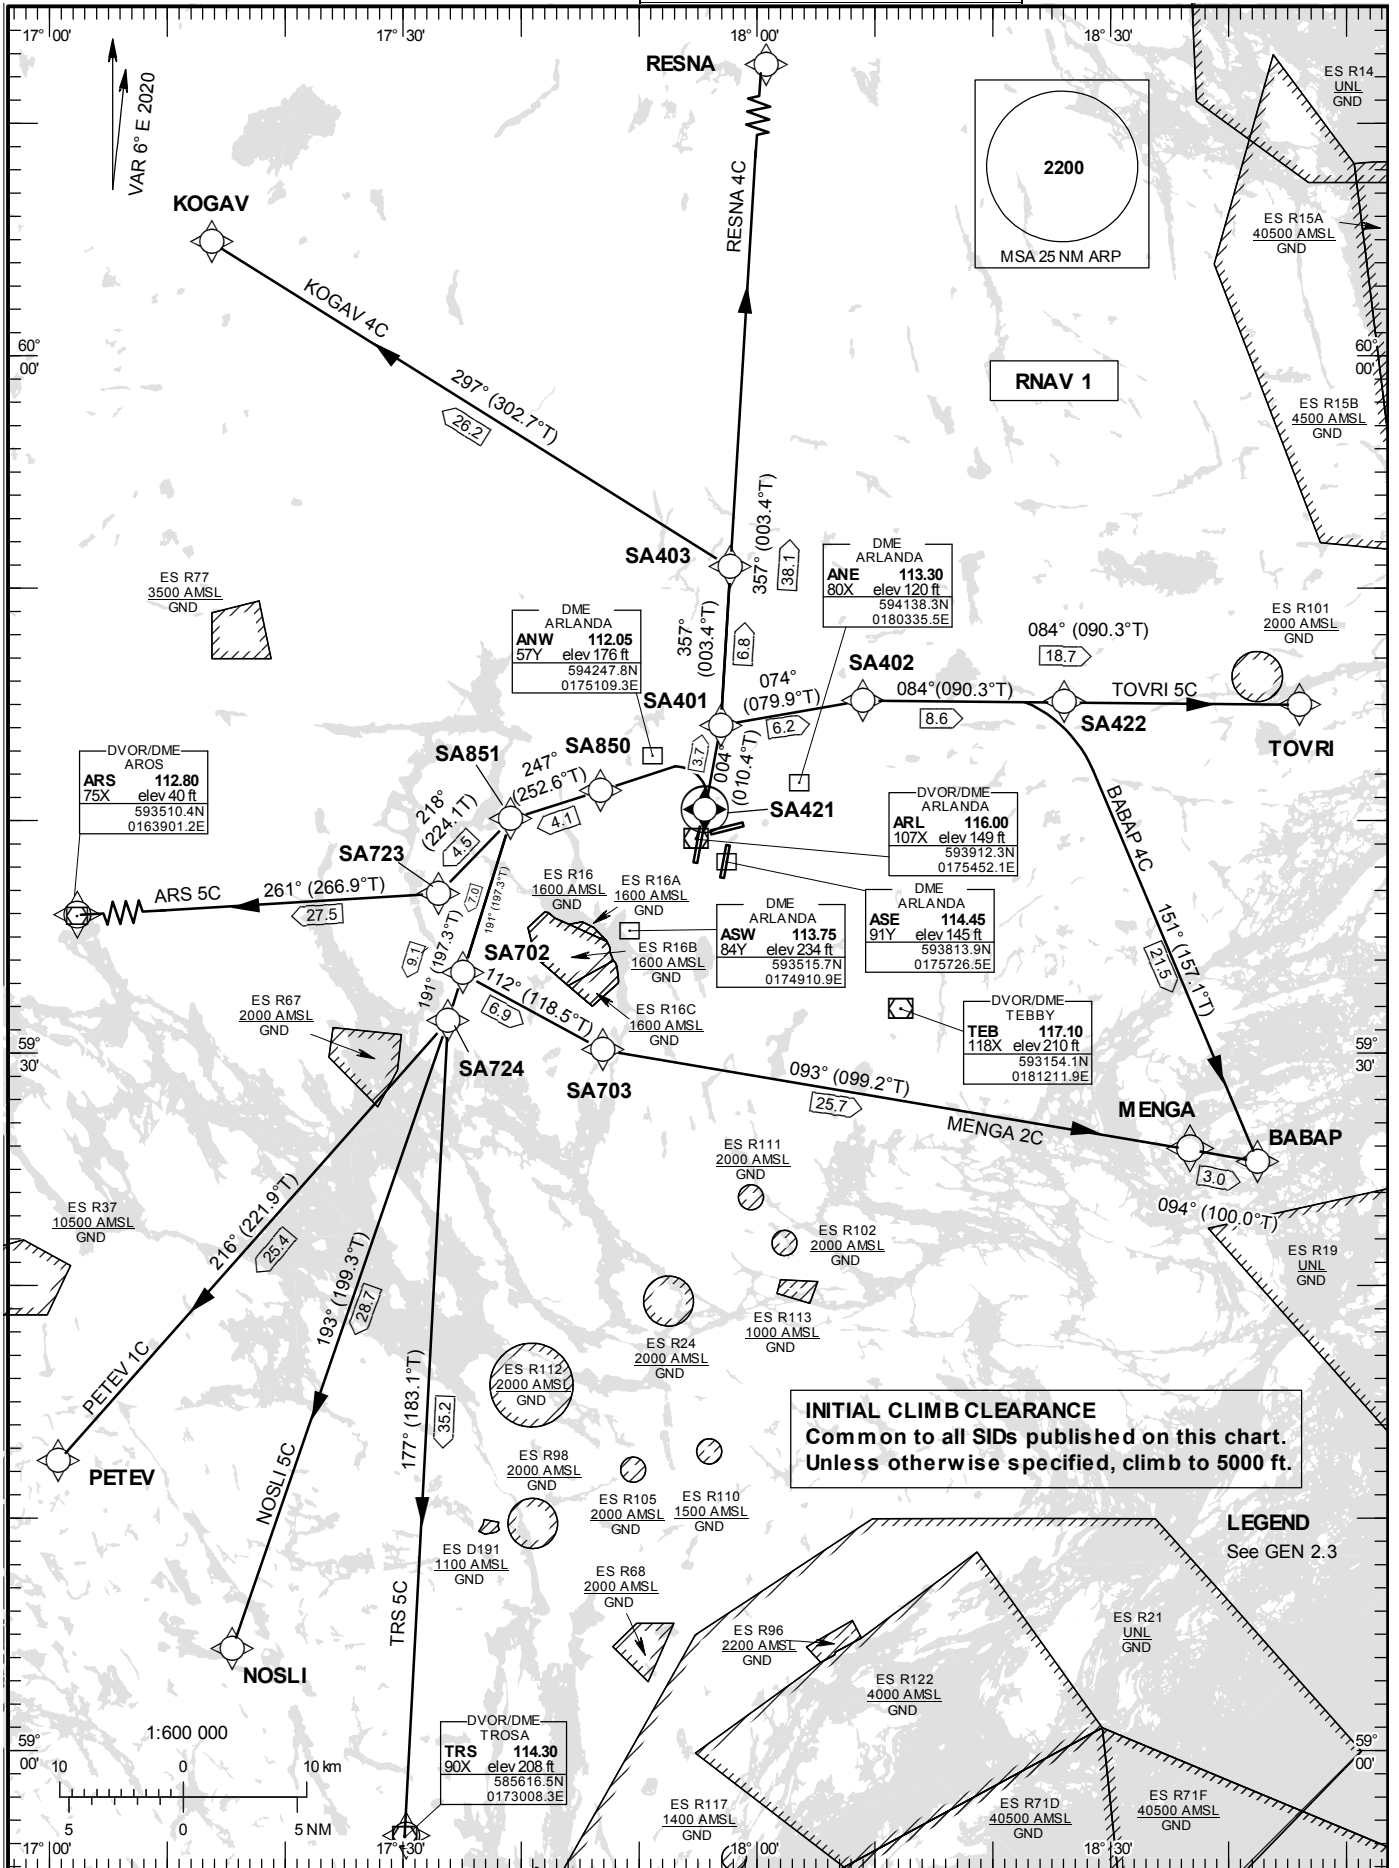 17° 00'
17° 30'
18° 00'
18° 30'
VAR 6° E 2020
RESNA
2200
MSA 25 NM ARP
ES R14
UNL
GND
ES R15A
40500 AMSL
GND
KOGAV
RESNA 4C
KOGAV 4C
60°
00'
60°
00'
RNAV 1
297° (302.7°T)
26.2
ES R15B
4500 AMSL
GND
SA403
357° (003.4°T)
38.1
DME
ARLANDA
ANE 113.30
80X elev 120 ft
594138.3N
0180335.5E
ES R77
3500 AMSL
GND
DME
ARLANDA
ANW 112.05
57Y elev 176 ft
594247.8N
0175109.3E
357°
(003.4°T)
6.8
ES R101
2000 AMSL
GND
084° (090.3°T)
18.7
SA402
074°
(079.9°T)
6.2
084°(090.3°T)
8.6
TOVRI 5C
SA422
TOVRI
SA401
SA850
SA851
247°
(252.6°T)
4.1
3.7
004°
(010.4°T)
SA421
DVOR/DME
AROS
ARS 112.80
75X elev 40 ft
593510.4N
0163901.2E
218°
(224.1T)
4.5
DVOR/DME
ARLANDA
ARL 116.00
107X elev 149 ft
593912.3N
0175452.1E
BABAP 4C
SA723
ARS 5C
261° (266.9°T)
27.5
7.0
191° (197.3°T)
ES R16
1600 AMSL
GND
ES R16A
1600 AMSL
GND
DME
ARLANDA
ASW 113.75
84Y elev 234 ft
593515.7N
0174910.9E
DME
ARLANDA
ASE 114.45
91Y elev 145 ft
593813.9N
0175726.5E
151° (157.1°T)
21.5
9.1
191° (197.3°T)
SA702
ES R16B
1600 AMSL
GND
112° (118.5°T)
6.9
ES R16C
1600 AMSL
GND
ES R67
2000 AMSL
GND
DVOR/DME
TEBBY
TEB 117.10
118X elev 210 ft
593154.1N
0181211.9E
59°
30'
59°
30'
SA724
SA703
093° (099.2°T)
25.7
MENGA 2C
MENGA
BABAP
3.0
094° (100.0°T)
ES R111
2000 AMSL
GND
ES R37
10500 AMSL
GND
216° (221.9°T)
25.4
ES R102
2000 AMSL
GND
ES R19
UNL
GND
193° (199.3°T)
28.7
ES R113
1000 AMSL
GND
ES R24
2000 AMSL
GND
PETEV 1C
177° (183.1°T)
35.2
ES R112
2000 AMSL
GND
INITIAL CLIMB CLEARANCE
Common to all SIDs published on this chart.
Unless otherwise specified, climb to 5000 ft.
PETEV
NOSLI 5C
ES R98
2000 AMSL
GND
ES R105
2000 AMSL
GND
ES R110
1500 AMSL
GND
LEGEND
See GEN 2.3
ES D191
1100 AMSL
GND
ES R68
2000 AMSL
GND
TRS 5C
ES R96
2200 AMSL
GND
ES R21
UNL
GND
NOSLI
ES R122
4000 AMSL
GND
DVOR/DME
TROSA
TRS 114.30
90X elev 208 ft
585616.5N
0173008.3E
1:600 000
59°
00'
59°
00'
10 0 10 km
5 0 5 NM
ES R117
1400 AMSL
GND
ES R71D
40500 AMSL
GND
ES R71F
40500 AMSL
GND
17° 00'
17° 30'
18° 00'
18° 30'